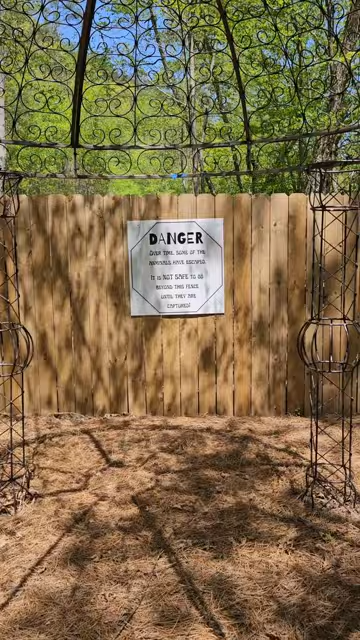 DANGER
OVER TIME, SOME OF THE
ANIMALS HAVE ESCAPED.
IT IS NOT SAFE TO GO
BEYOND THIS FENCE
UNTIL THEY ARE
CAPTURED!